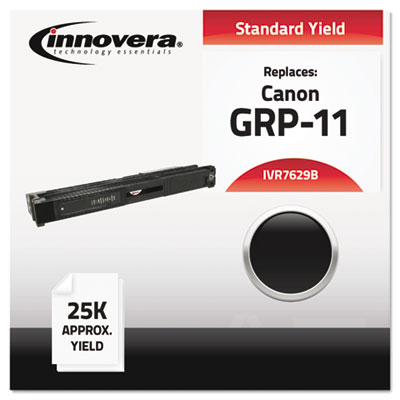 innovera
technology essentials
Standard Yield
Replaces:
Canon
GRP-11
IVR7629B
25K
APPROX.
YIELD